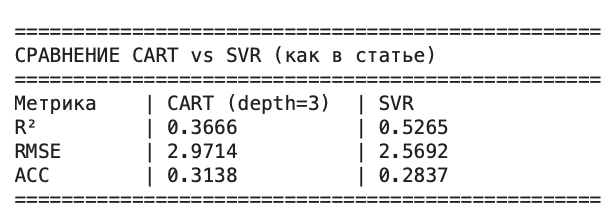 ==================================================
СРАВНЕНИЕ CART vs SVR (как в статье)
==================================================
Метрика    | CART (depth=3)  | SVR
R²         | 0.3666          | 0.5265
RMSE       | 2.9714          | 2.5692
ACC        | 0.3138          | 0.2837
==================================================